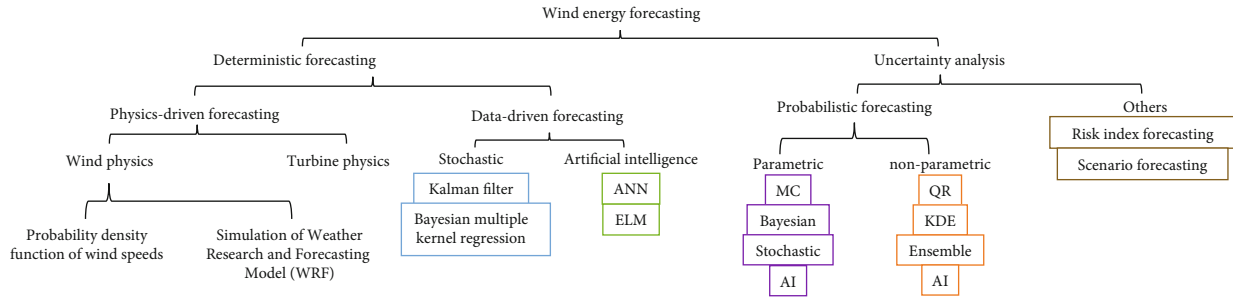 Wind energy forecasting
Deterministic forecasting
Uncertainty analysis
Physics-driven forecasting
Data-driven forecasting
Probabilistic forecasting
Others
Risk index forecasting
Scenario forecasting
Wind physics
Turbine physics
Stochastic
Kalman filter
Bayesian multiple
kernel regression
Artificial intelligence
ANN
ELM
Parametric
MC
Bayesian
Stochastic
AI
non-parametric
QR
KDE
Ensemble
AI
Probability density
function of wind speeds
Simulation of Weather
Research and Forecasting
Model (WRF)